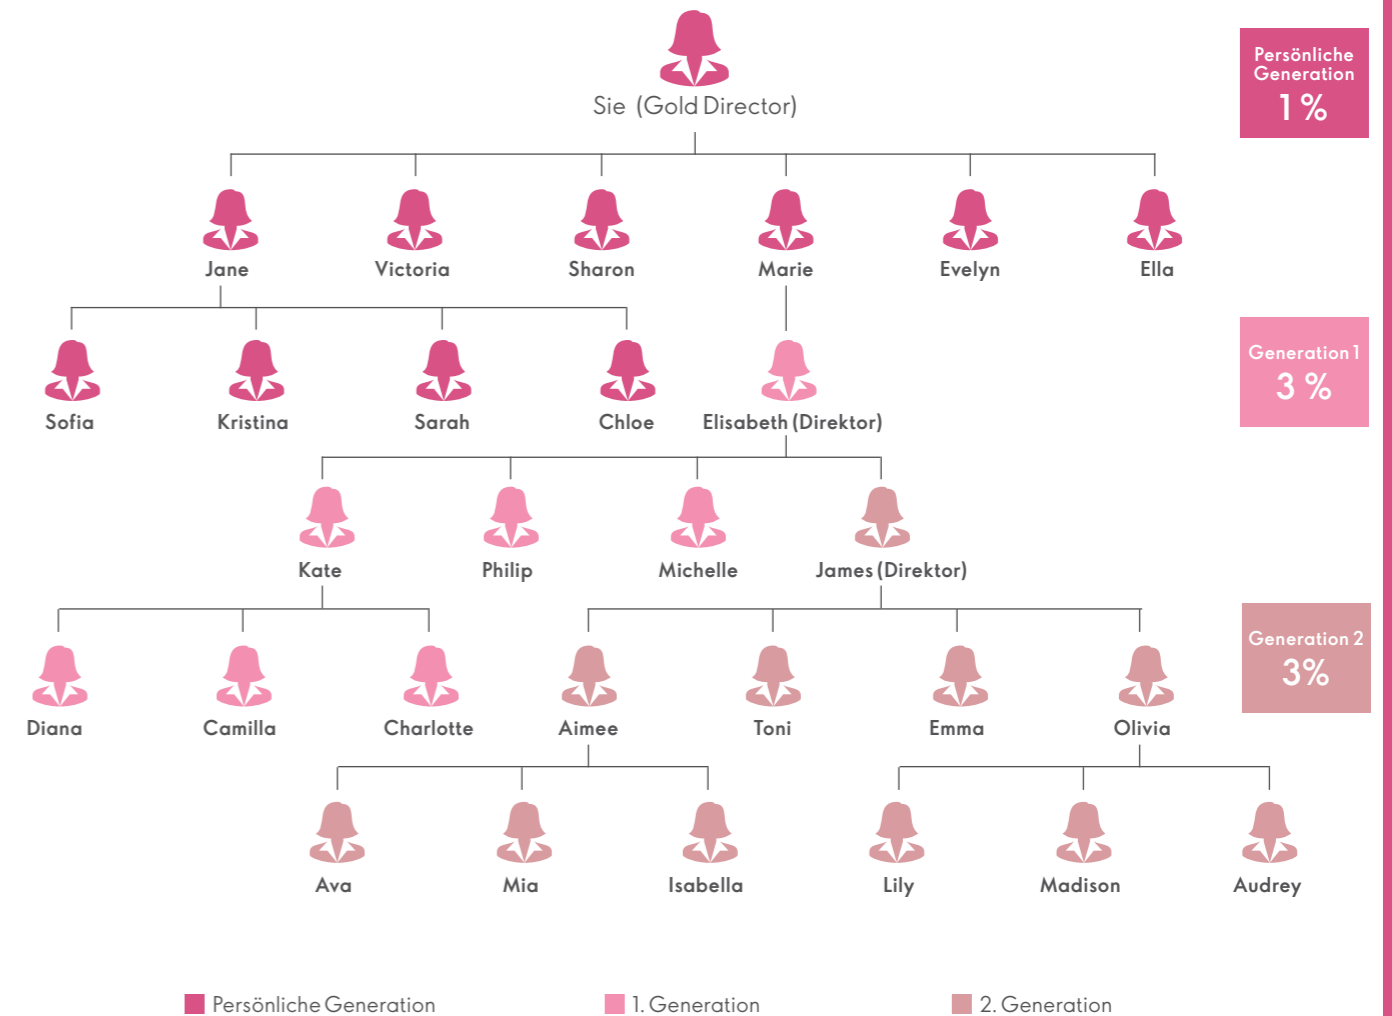 Persönliche
Generation
1 %
Sie (Gold Director)
Jane
Victoria
Sharon
Marie
Evelyn
Ella
Generation 1
3 %
Sofia
Kristina
Sarah
Chloe
Elisabeth (Direktor)
Kate
Philip
Michelle
James (Direktor)
Generation 2
3%
Diana
Camilla
Charlotte
Aimee
Toni
Emma
Olivia
Ava
Mia
Isabella
Lily
Madison
Audrey
Persönliche Generation
1. Generation
2. Generation